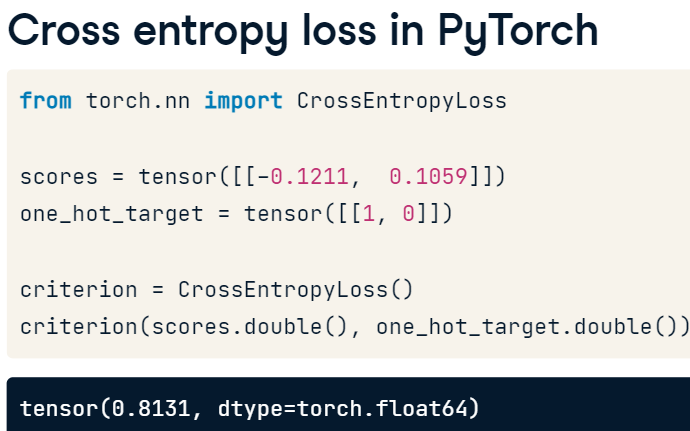 Cross entropy loss in PyTorch
from torch.nn import CrossEntropyLoss
scores = tensor([[-0.1211,  0.1059]])
one_hot_target = tensor([[1, 0]])
criterion = CrossEntropyLoss()
criterion(scores.double(), one_hot_target.double())
tensor(0.8131, dtype=torch.float64)